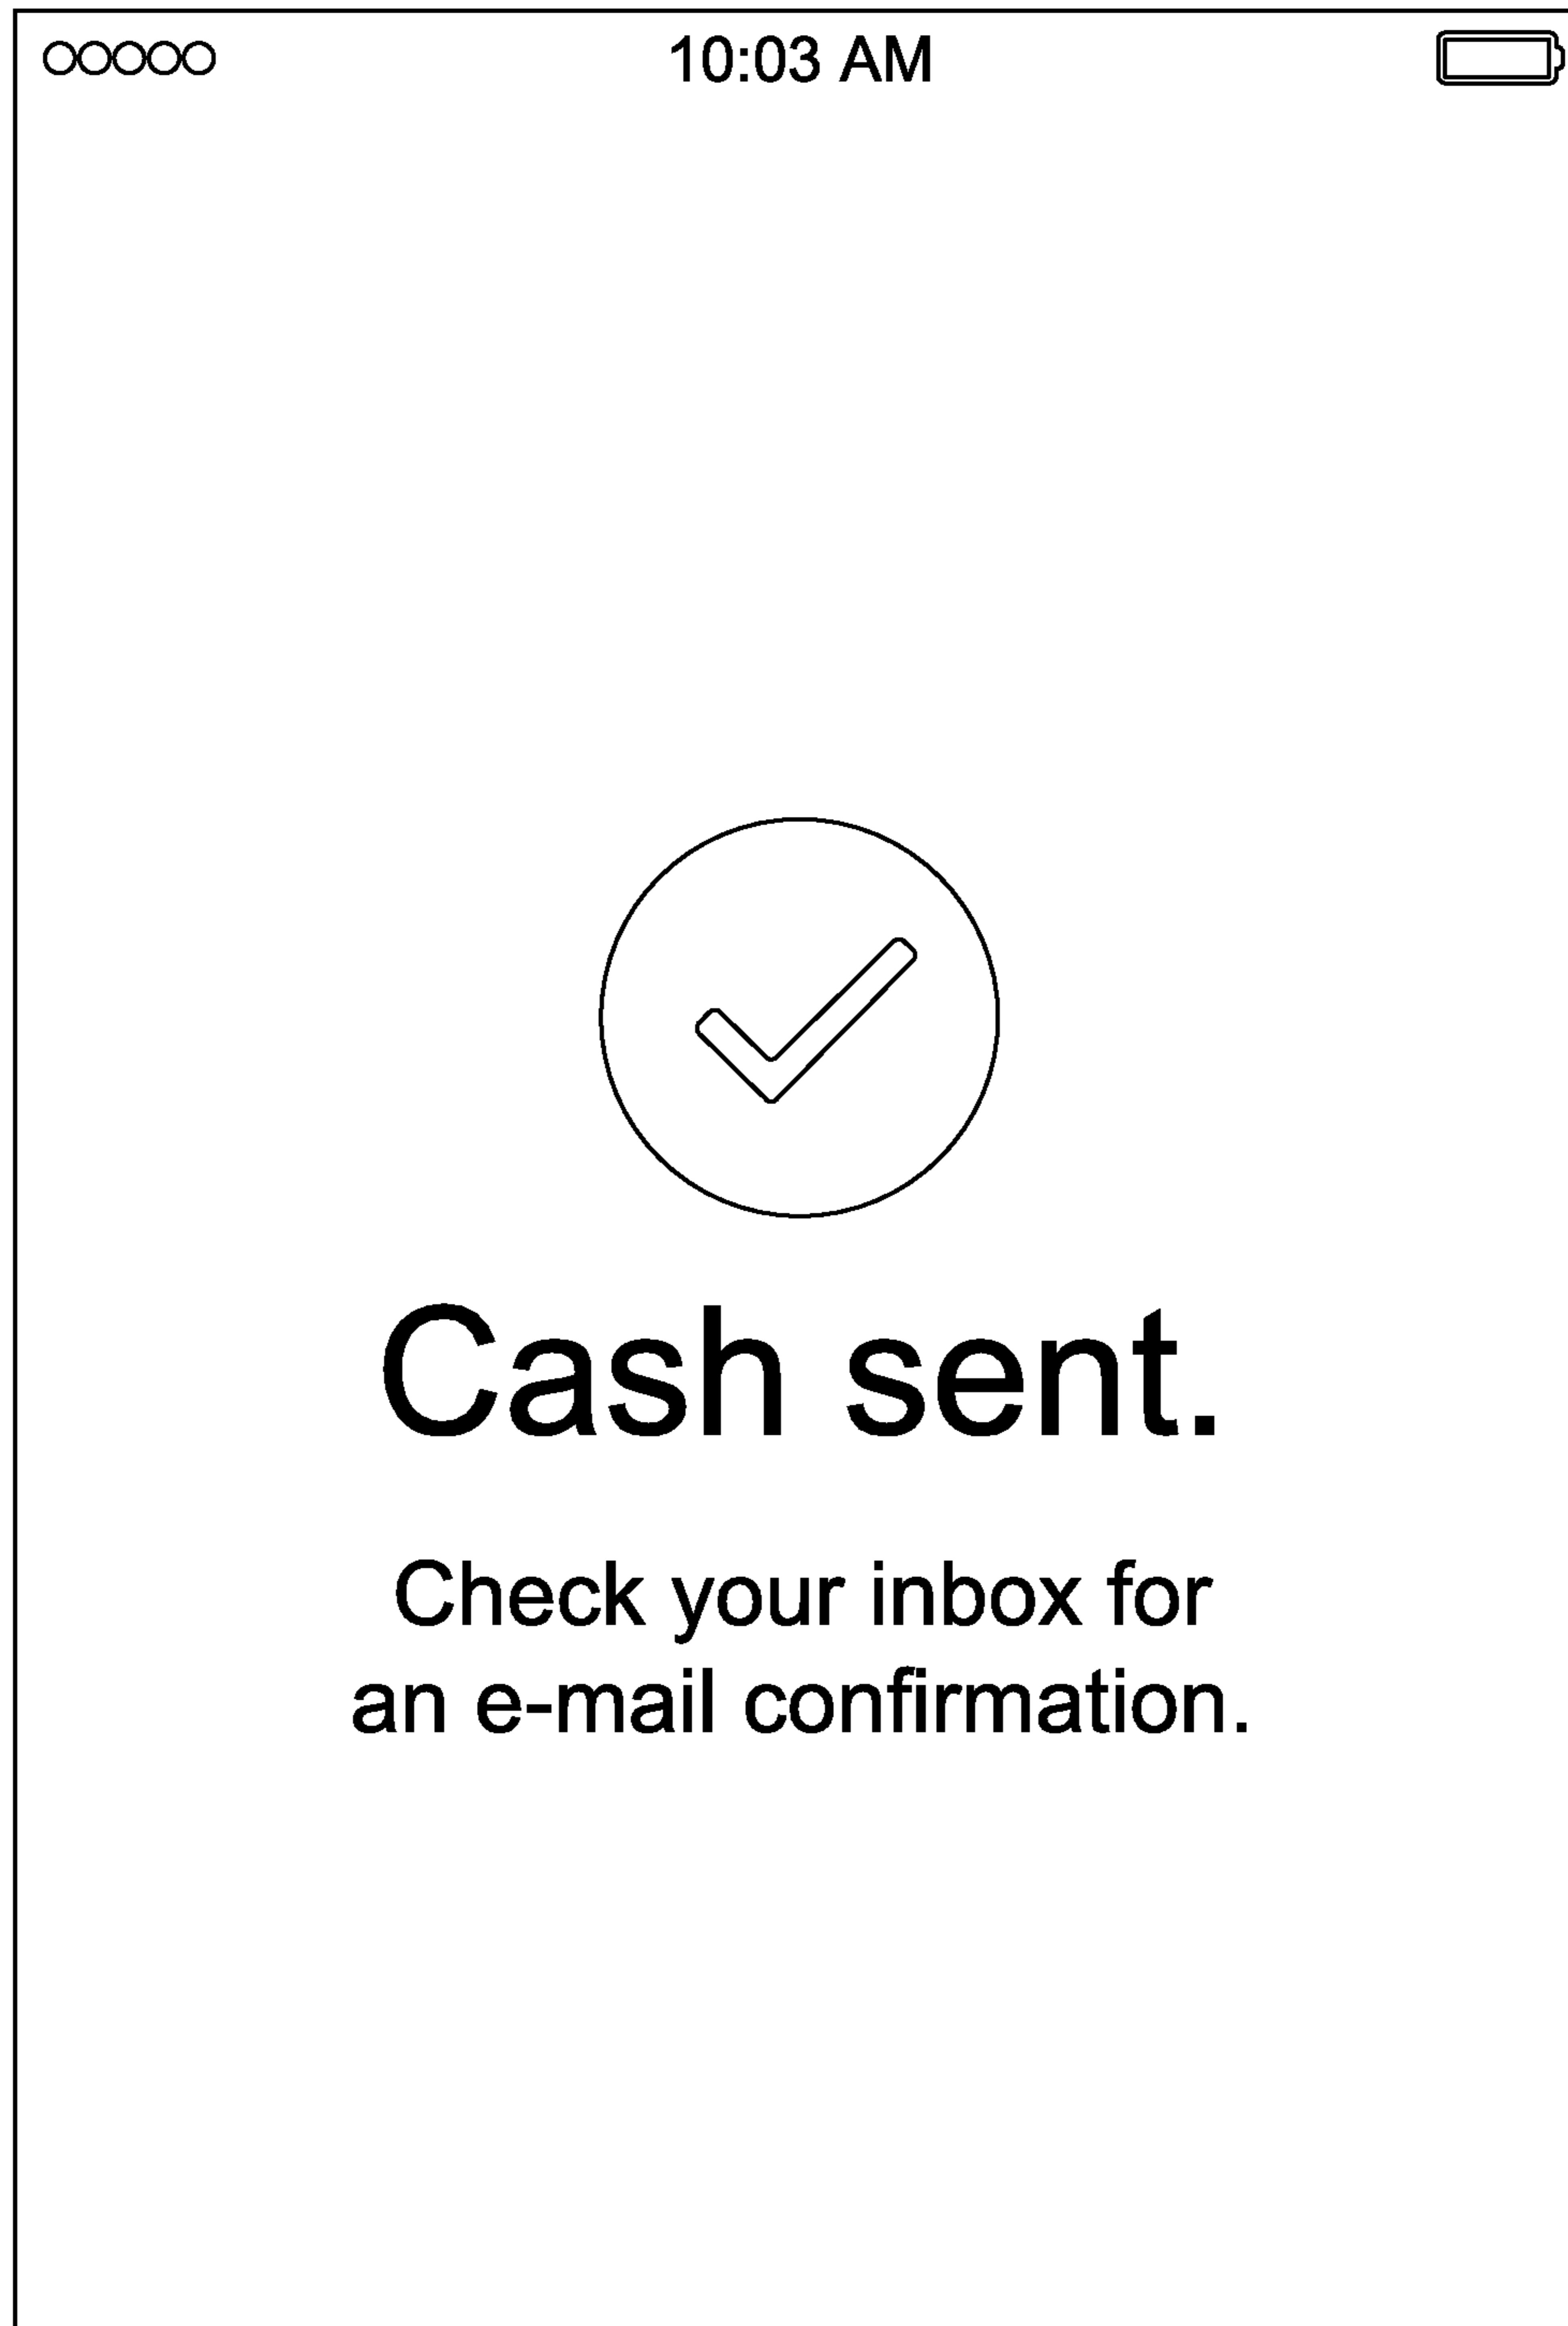 10:03 AM
Cash sent.
Check your inbox for
an e-mail confirmation.